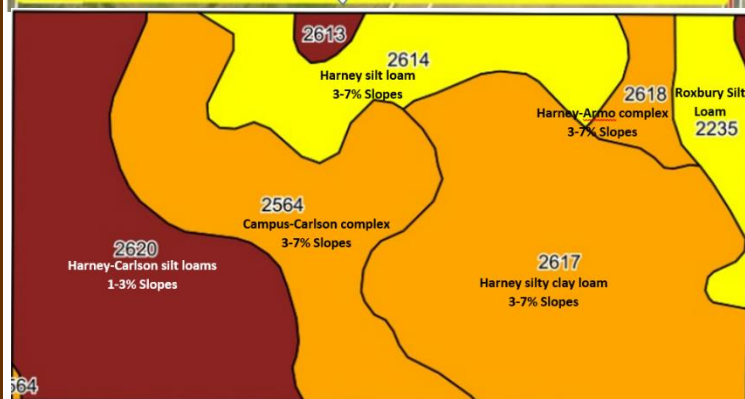 2613
2614
Harney silt loam
3-7% Slopes
2618
Harney-Armo complex
3-7% Slopes
Roxbury Silt
Loam
2235
2564
Campus-Carlson complex
3-7% Slopes
2620
Harney-Carlson silt loams
1-3% Slopes
2617
Harney silty clay loam
3-7% Slopes
564